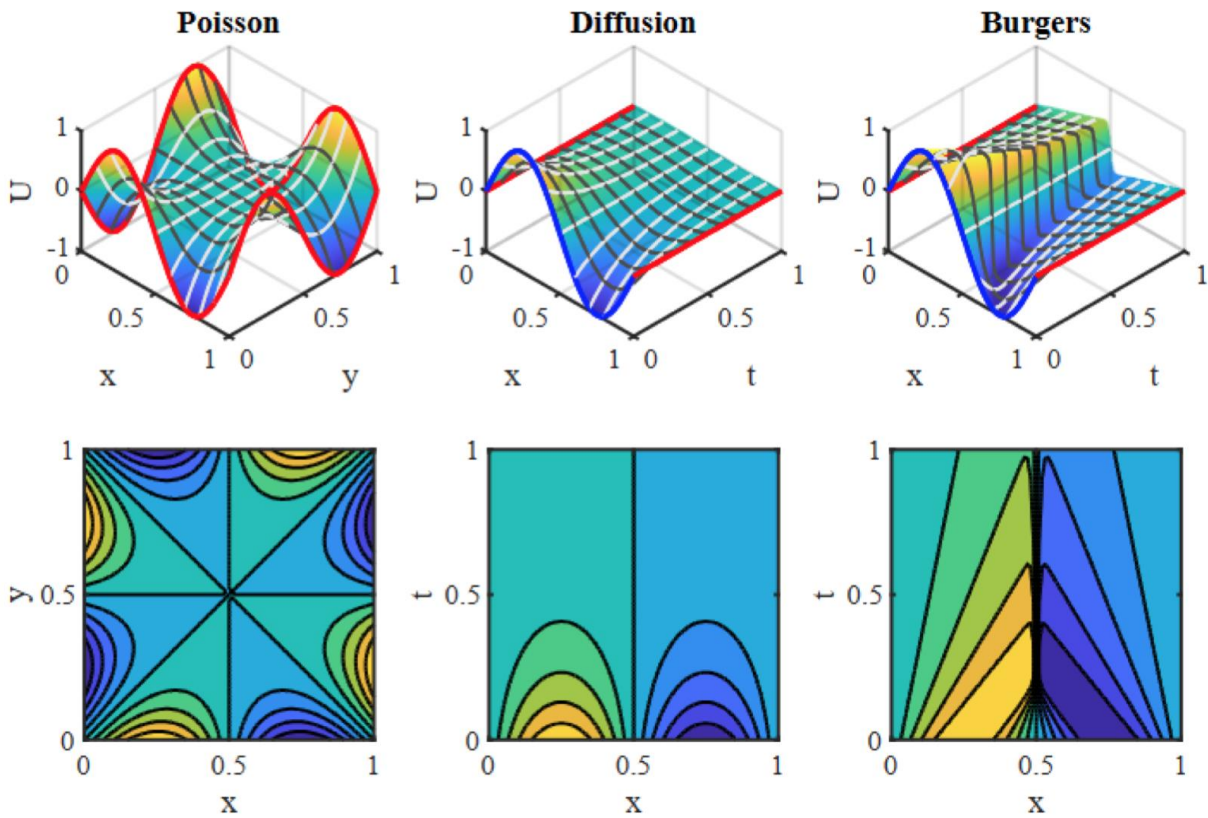 Poisson Diffusion Burgers
1 1 1
U 0 U 0 U 0
-1 -1 -1
0 1 0 1 0 1
0.5 0.5 0.5 0.5 0.5 0.5
1 0 1 0 1 0
x y x t x t
1 1 1
y 0.5 t 0.5 t 0.5
0 0 0
0 0.5 1 0 0.5 1 0 0.5 1
x x x